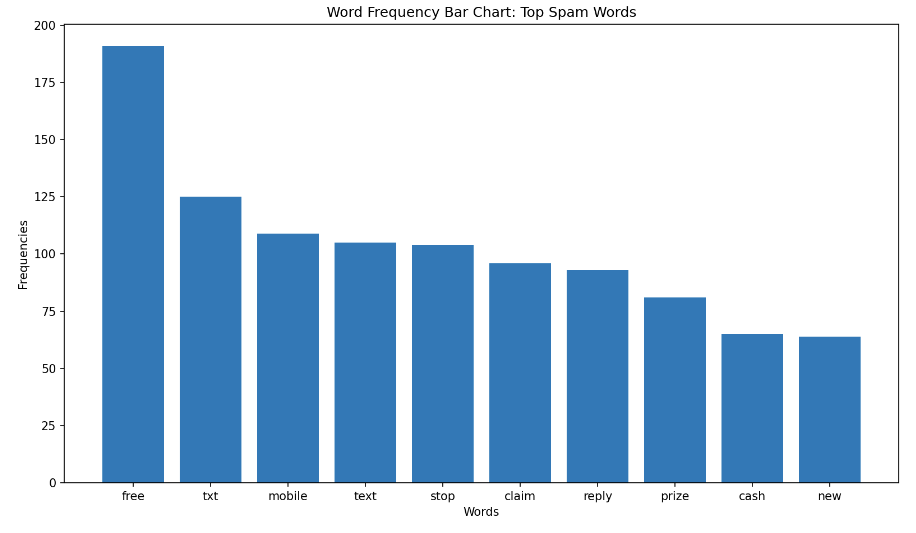 Word Frequency Bar Chart: Top Spam Words
200
175
150
125
100
75
50
25
0
Frequencies
free txt mobile text stop claim reply prize cash new
Words